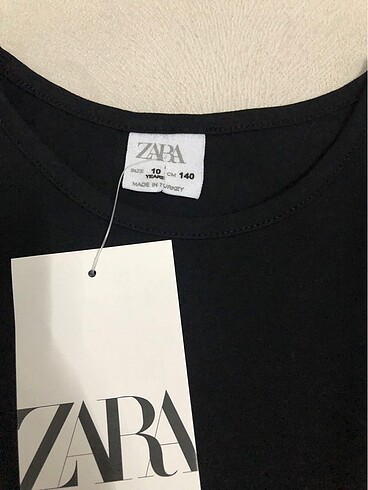 ZARA
SIZE 10 YEARS CM 140
MADE IN TURKEY
ZARA